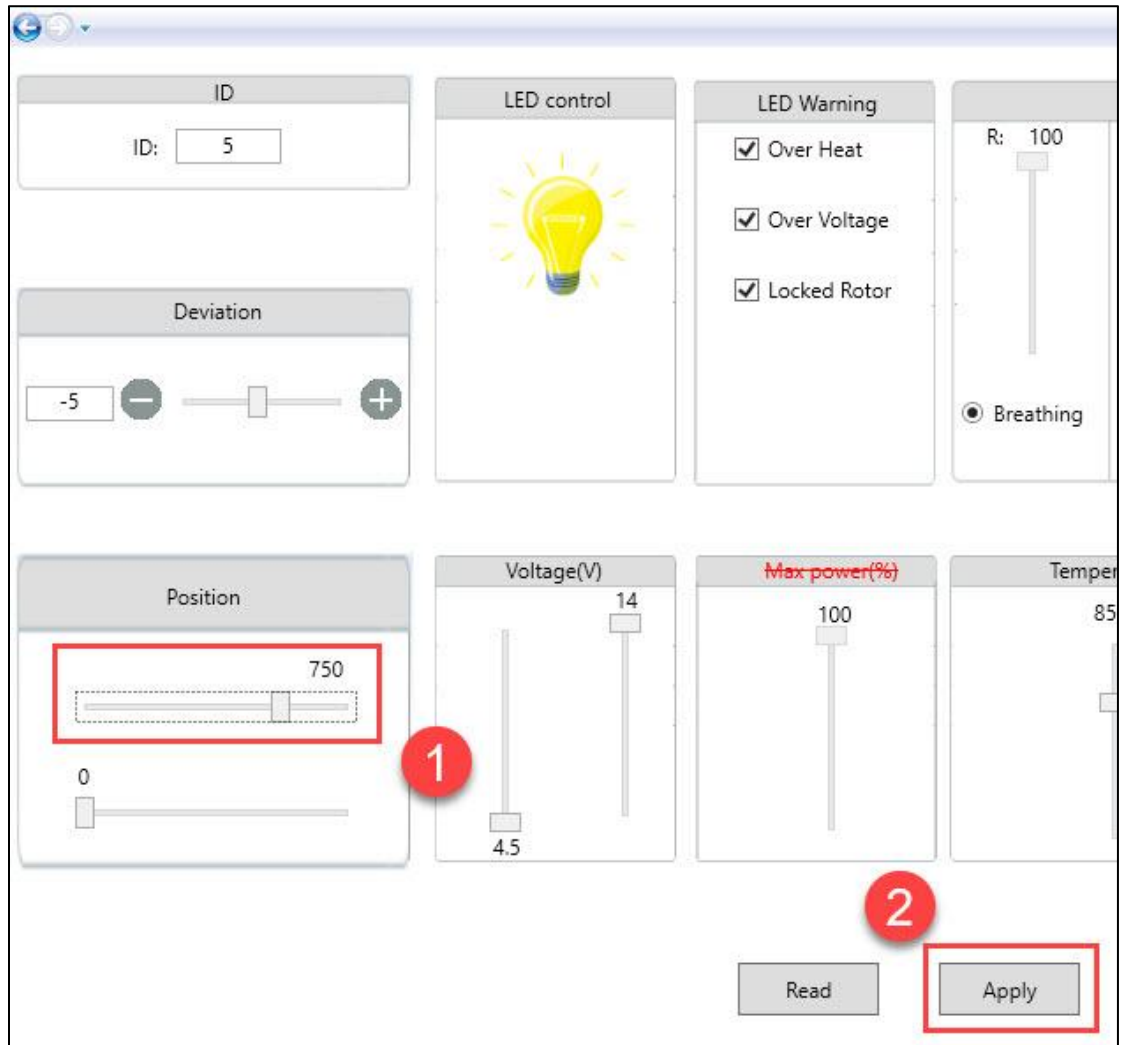 ID
ID: 5
Deviation
-5
Position
750
0
1
LED control
LED Warning
Over Heat
Over Voltage
Locked Rotor
R: 100
Breathing
Voltage(V)
14
4.5
Max power(%)
100
Temper
85
2
Read
Apply